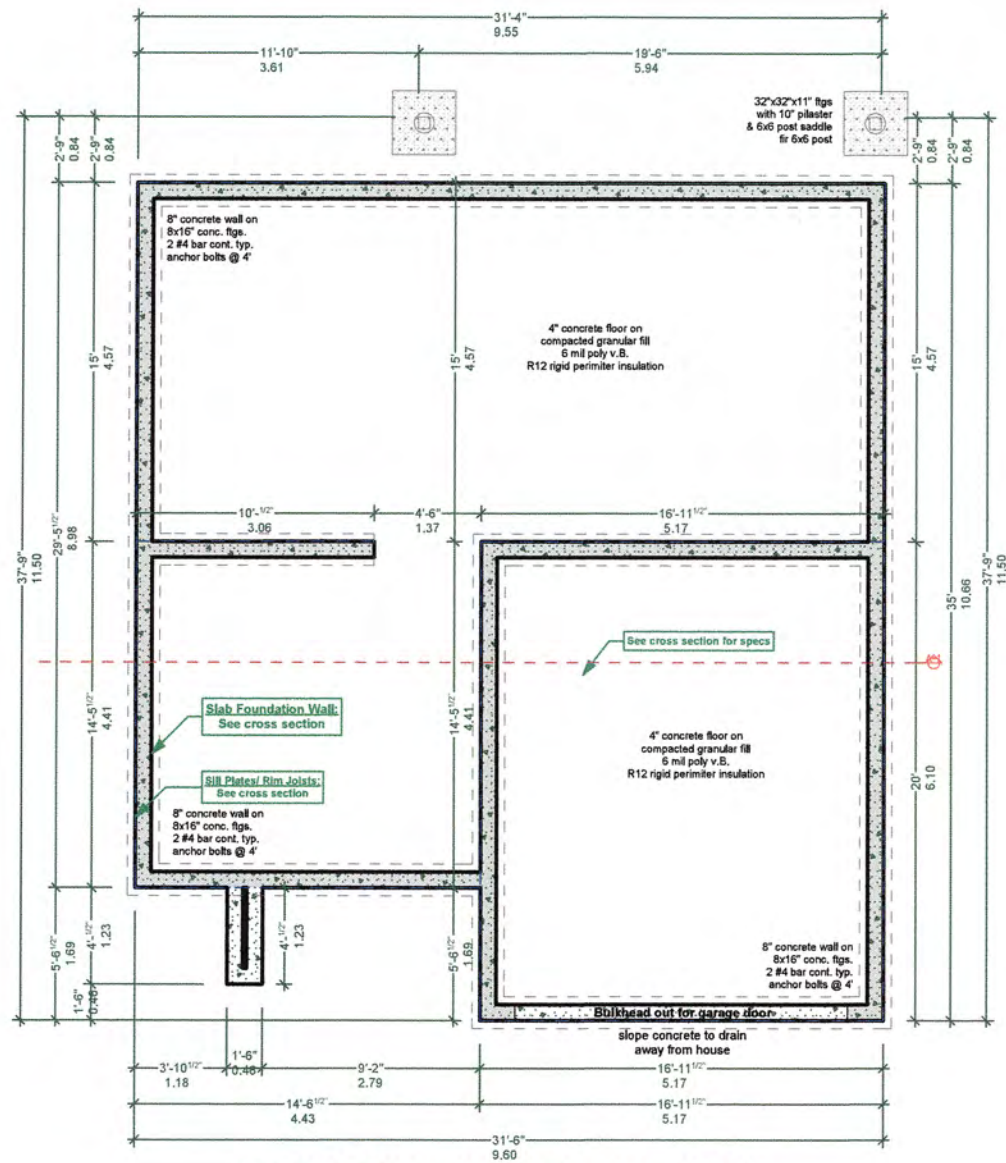 31'-4"
9.55
11'-10"
3.61
19'-6"
5.94
32"x32"x11" ftgs
with 10" pilaster
& 6x6 post saddle
fir 6x6 post
2'-9"
0.84
2'-9"
0.84
2'-9"
0.84
2'-9"
0.84
8" concrete wall on
8x16" conc. ftgs.
2 #4 bar cont. typ.
anchor bolts @ 4'
4" concrete floor on
compacted granular fill
6 mil poly v.B.
R12 rigid perimiter insulation
15'
4.57
15'
4.57
15'
4.57
10'-1/2"
3.06
4'-6"
1.37
16'-11 1/2"
5.17
37'-9"
11.50
29'-5 1/2"
8.98
35'
10.66
37'-9"
11.50
See cross section for specs
Slab Foundation Wall:
See cross section
14'-5 1/2"
4.41
14'-5 1/2"
4.41
4" concrete floor on
compacted granular fill
6 mil poly v.B.
R12 rigid perimiter insulation
20'
6.10
Sill Plates/ Rim Joists:
See cross section
8" concrete wall on
8x16" conc. ftgs.
2 #4 bar cont. typ.
anchor bolts @ 4'
5'-6 1/2"
1.69
4'-1/2"
1.23
4'-1/2"
1.23
5'-6 1/2"
1.69
1'-6"
0.46
8" concrete wall on
8x16" conc. ftgs.
2 #4 bar cont. typ.
anchor bolts @ 4'
Bulkhead out for garage door
slope concrete to drain
away from house
3'-10 1/2"
1.18
1'-6"
0.46
9'-2"
2.79
16'-11 1/2"
5.17
14'-6 1/2"
4.43
16'-11 1/2"
5.17
31'-6"
9.60